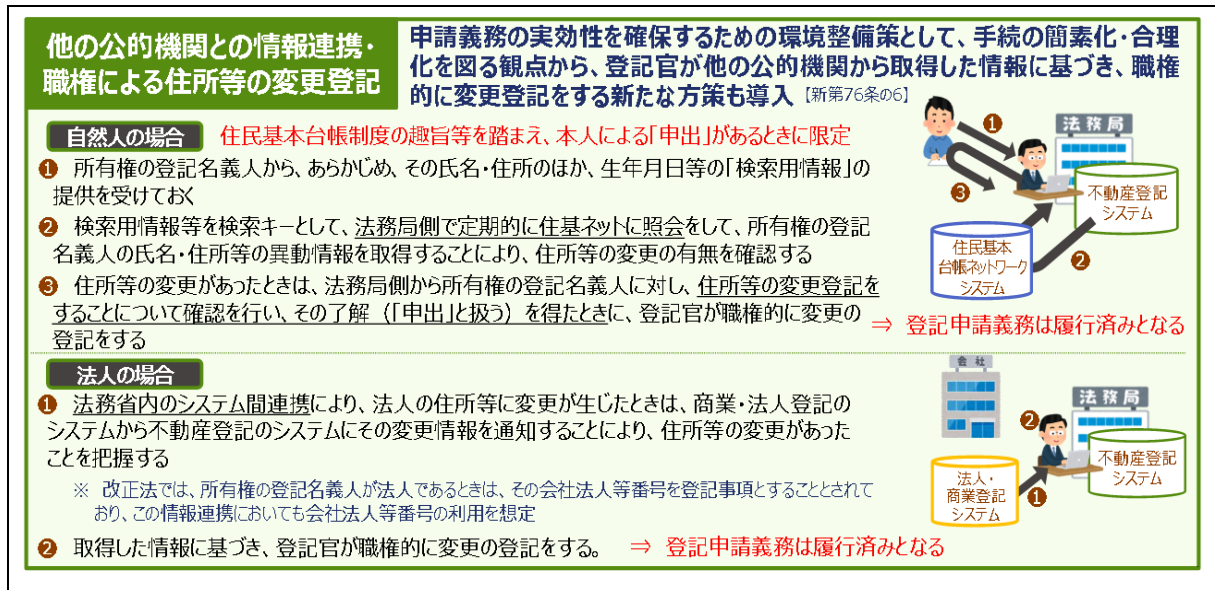 他の公的機関との情報連携・
職権による住所等の変更登記
申請義務の実効性を確保するための環境整備策として、手続の簡素化・合理
化を図る観点から、登記官が他の公的機関から取得した情報に基づき、職権
的に変更登記をする新たな方策も導入【新第76条の6】
自然人の場合
住民基本台帳制度の趣旨等を踏まえ、本人による「申出」があるときに限定
❶ 所有権の登記名義人から、あらかじめ、その氏名・住所のほか、生年月日等の「検索用情報」の
提供を受けておく
❷ 検索用情報等を検索キーとして、法務局側で定期的に住基ネットに照会をして、所有権の登記
名義人の氏名・住所等の異動情報を取得することにより、住所等の変更の有無を確認する
❸ 住所等の変更があったときは、法務局側から所有権の登記名義人に対し、住所等の変更登記を
することについて確認を行い、その了解（「申出」と扱う）を得たときに、登記官が職権的に変更の
登記をする
⇒ 登記申請義務は履行済みとなる
❶
法務局
❸
不動産登記
システム
住民基本
台帳ネットワーク
システム
❷
法人の場合
❶ 法務省内のシステム間連携により、法人の住所等に変更が生じたときは、商業・法人登記の
システムから不動産登記のシステムにその変更情報を通知することにより、住所等の変更があった
ことを把握する
※ 改正法では、所有権の登記名義人が法人であるときは、その会社法人等番号を登記事項とすることとされて
おり、この情報連携においても会社法人等番号の利用を想定
❷ 取得した情報に基づき、登記官が職権的に変更の登記をする。 ⇒ 登記申請義務は履行済みとなる
会社
法務局
❷
不動産登記
システム
法人・
商業登記
システム
❶